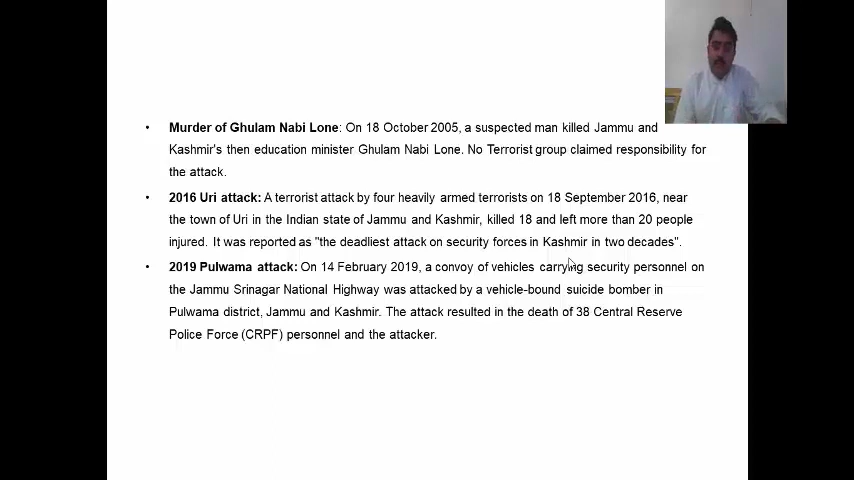 • Murder of Ghulam Nabi Lone: On 18 October 2005, a suspected man killed Jammu and
Kashmir's then education minister Ghulam Nabi Lone. No Terrorist group claimed responsibility for
the attack.
• 2016 Uri attack: A terrorist attack by four heavily armed terrorists on 18 September 2016, near
the town of Uri in the Indian state of Jammu and Kashmir, killed 18 and left more than 20 people
injured. It was reported as "the deadliest attack on security forces in Kashmir in two decades".
• 2019 Pulwama attack: On 14 February 2019, a convoy of vehicles carrying security personnel on
the Jammu Srinagar National Highway was attacked by a vehicle-bound suicide bomber in
Pulwama district, Jammu and Kashmir. The attack resulted in the death of 38 Central Reserve
Police Force (CRPF) personnel and the attacker.